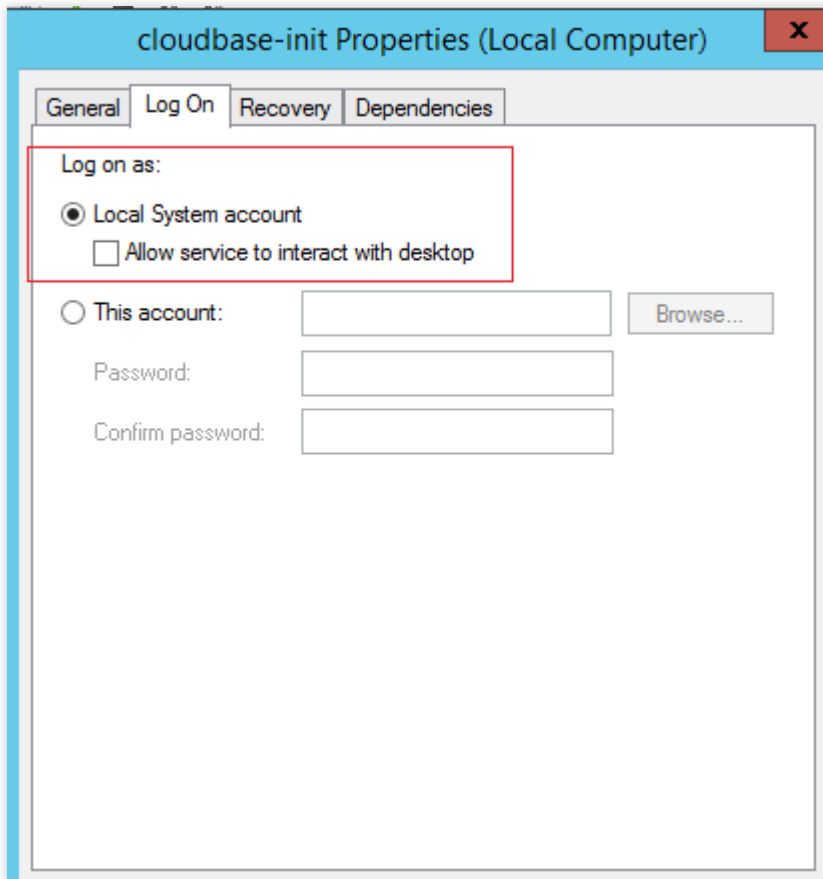 cloudbase-init Properties (Local Computer)
x
General Log On Recovery Dependencies
Log on as:
Local System account
Allow service to interact with desktop
This account:
Browse...
Password:
Confirm password: